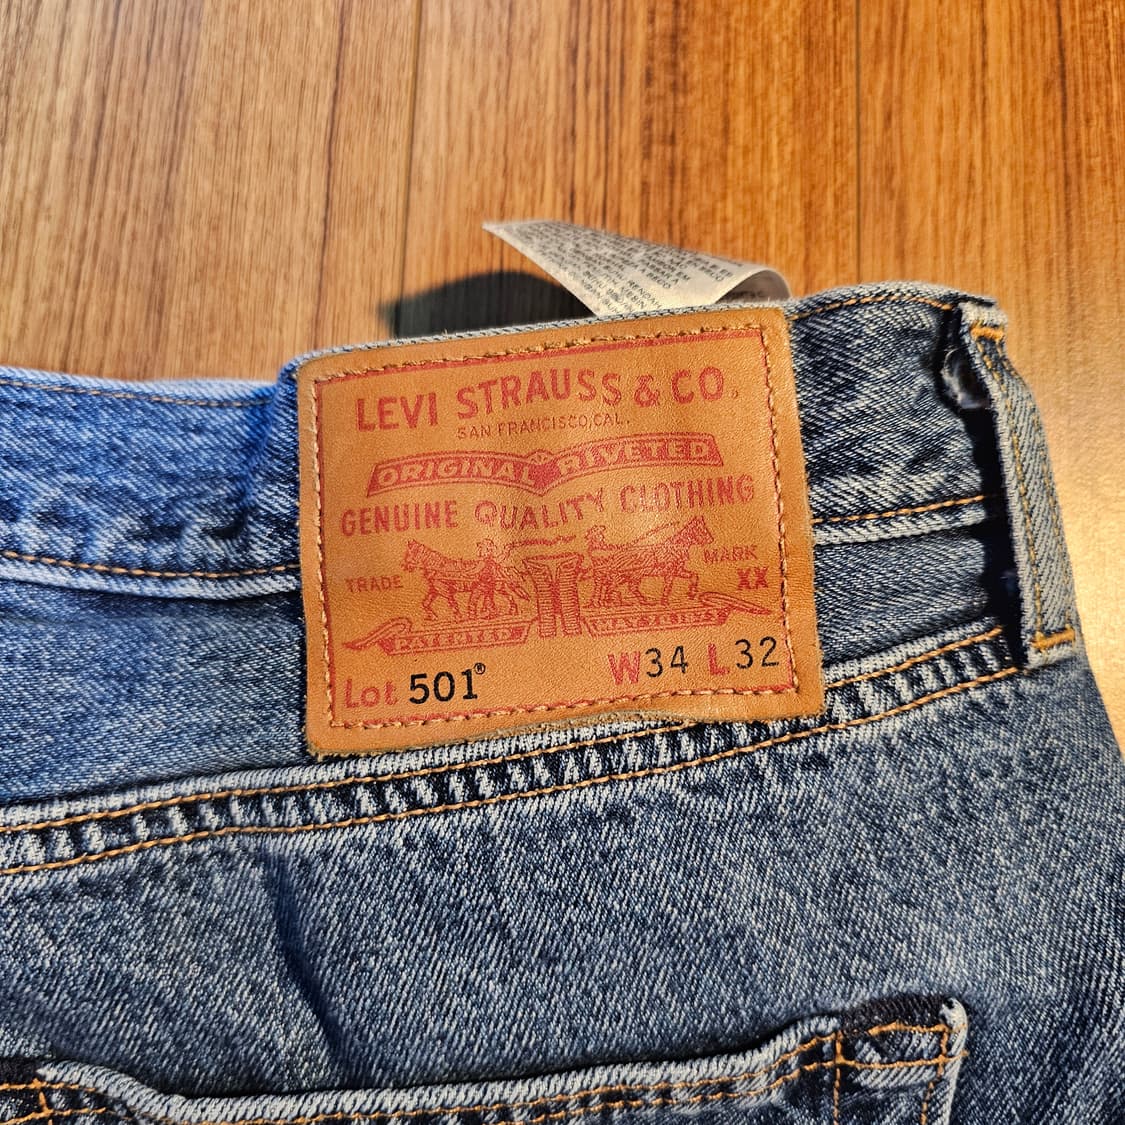 LEVI STRAUSS & CO.
SAN FRANCISCO, CAL.
ORIGINAL RIVETED
GENUINE QUALITY CLOTHING
TRADE MARK
XX
PATENTED MAY 20 1873
Lot 501® W34 L32